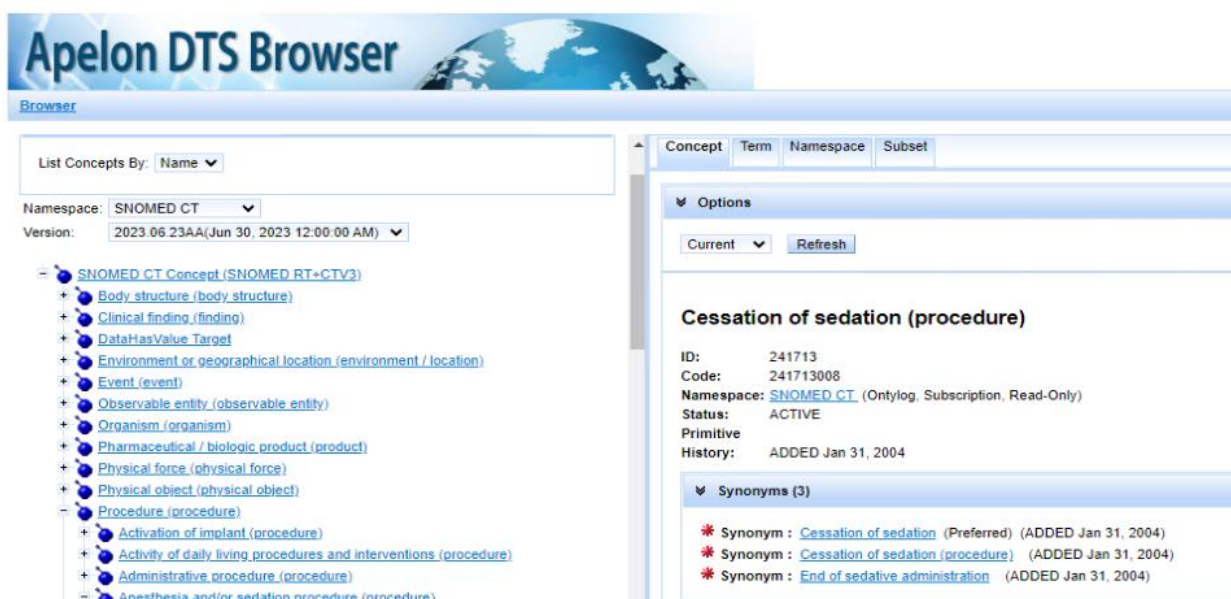 Apelon DTS Browser
Browser
List Concepts By: Name
Namespace: SNOMED CT
Version: 2023.06.23AA(Jun 30, 2023 12:00:00 AM)
SNOMED CT Concept (SNOMED RT+CTV3)
Body structure (body structure)
Clinical finding (finding)
DataHasValue Target
Environment or geographical location (environment / location)
Event (event)
Observable entity (observable entity)
Organism (organism)
Pharmaceutical / biologic product (product)
Physical force (physical force)
Physical object (physical object)
Procedure (procedure)
Activation of implant (procedure)
Activity of daily living procedures and interventions (procedure)
Administrative procedure (procedure)
Anesthesia and/or sedation procedure (procedure)
Concept Term Namespace Subset
Options
Current Refresh
Cessation of sedation (procedure)
ID: 241713
Code: 241713008
Namespace: SNOMED CT (Ontylog, Subscription, Read-Only)
Status: ACTIVE
Primitive
History: ADDED Jan 31, 2004
Synonyms (3)
Synonym : Cessation of sedation (Preferred) (ADDED Jan 31, 2004)
Synonym : Cessation of sedation (procedure) (ADDED Jan 31, 2004)
Synonym : End of sedative administration (ADDED Jan 31, 2004)